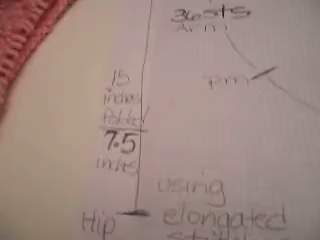 36 sts
Arm
pm
15
inches
folded/
7.5
inches
using
Hip
elongated